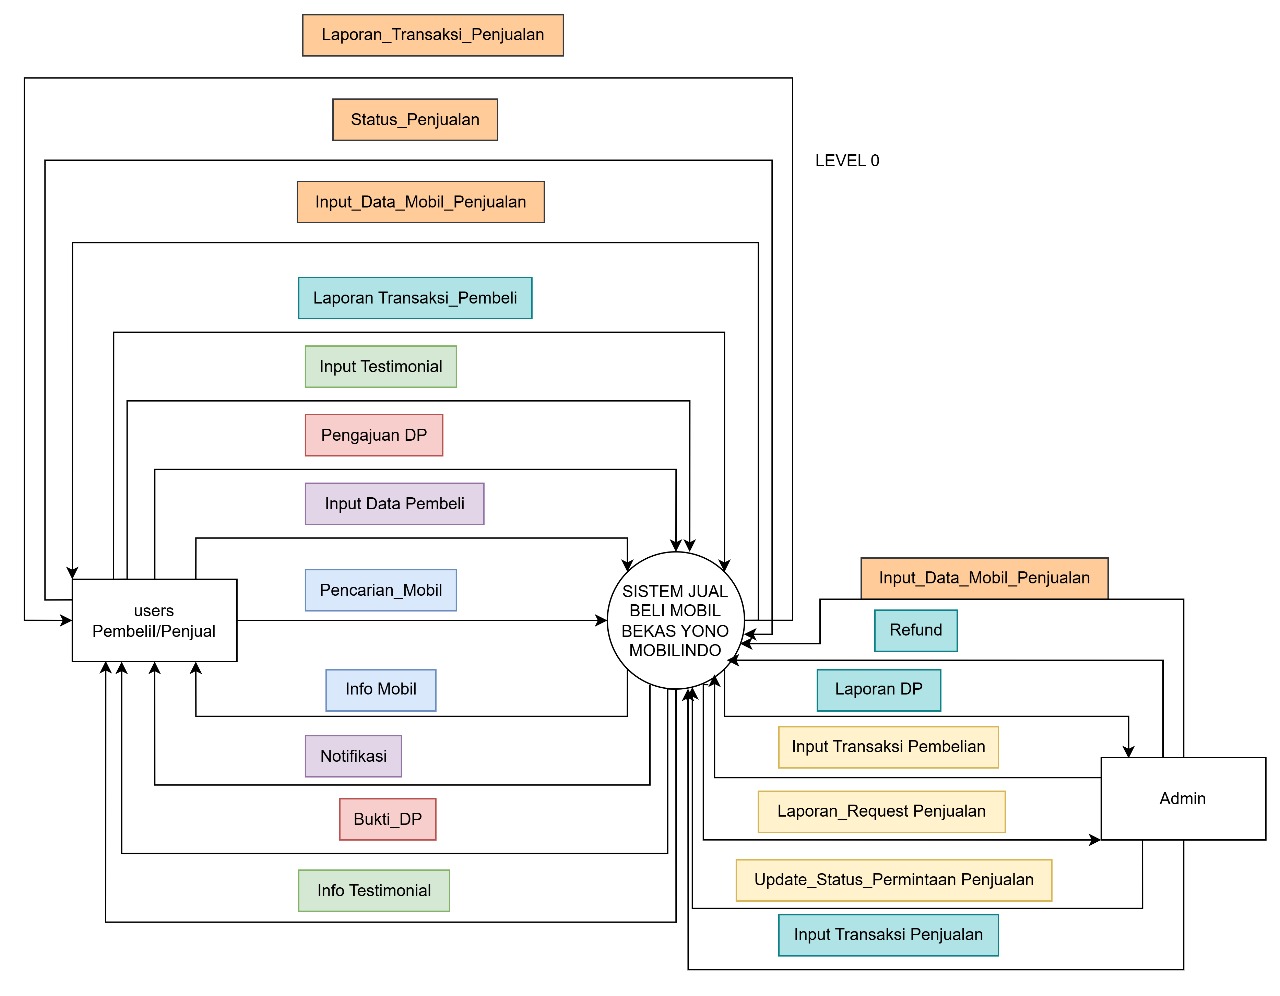 Laporan_Transaksi_Penjualan
Status_Penjualan
LEVEL 0
Input_Data_Mobil_Penjualan
Laporan Transaksi_Pembeli
Input Testimonial
Pengajuan DP
Input Data Pembeli
Pencarian_Mobil
users
Pembelil/Penjual
SISTEM JUAL
BELI MOBIL
BEKAS YONO
MOBILINDO
Input_Data_Mobil_Penjualan
Refund
Info Mobil
Laporan DP
Notifikasi
Input Transaksi Pembelian
Admin
Bukti_DP
Laporan_Request Penjualan
Info Testimonial
Update_Status_Permintaan Penjualan
Input Transaksi Penjualan